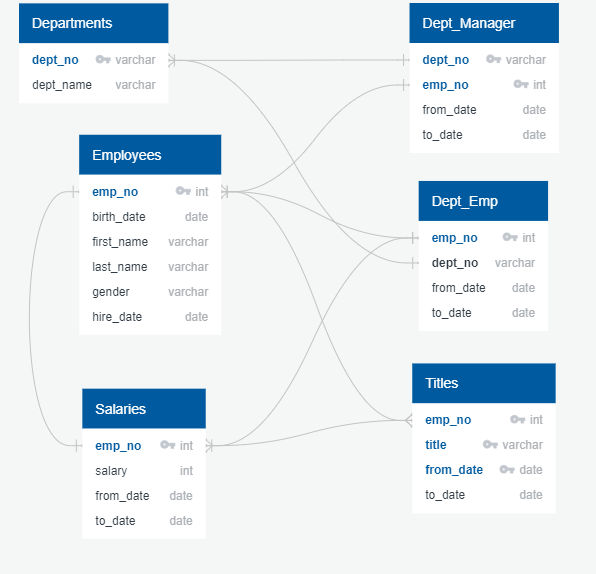 Departments
dept_no varchar
dept_name varchar
Dept_Manager
dept_no varchar
emp_no int
from_date date
to_date date
Employees
emp_no int
birth_date date
first_name varchar
last_name varchar
gender varchar
hire_date date
Dept_Emp
emp_no int
dept_no varchar
from_date date
to_date date
Salaries
emp_no int
salary int
from_date date
to_date date
Titles
emp_no int
title varchar
from_date date
to_date date